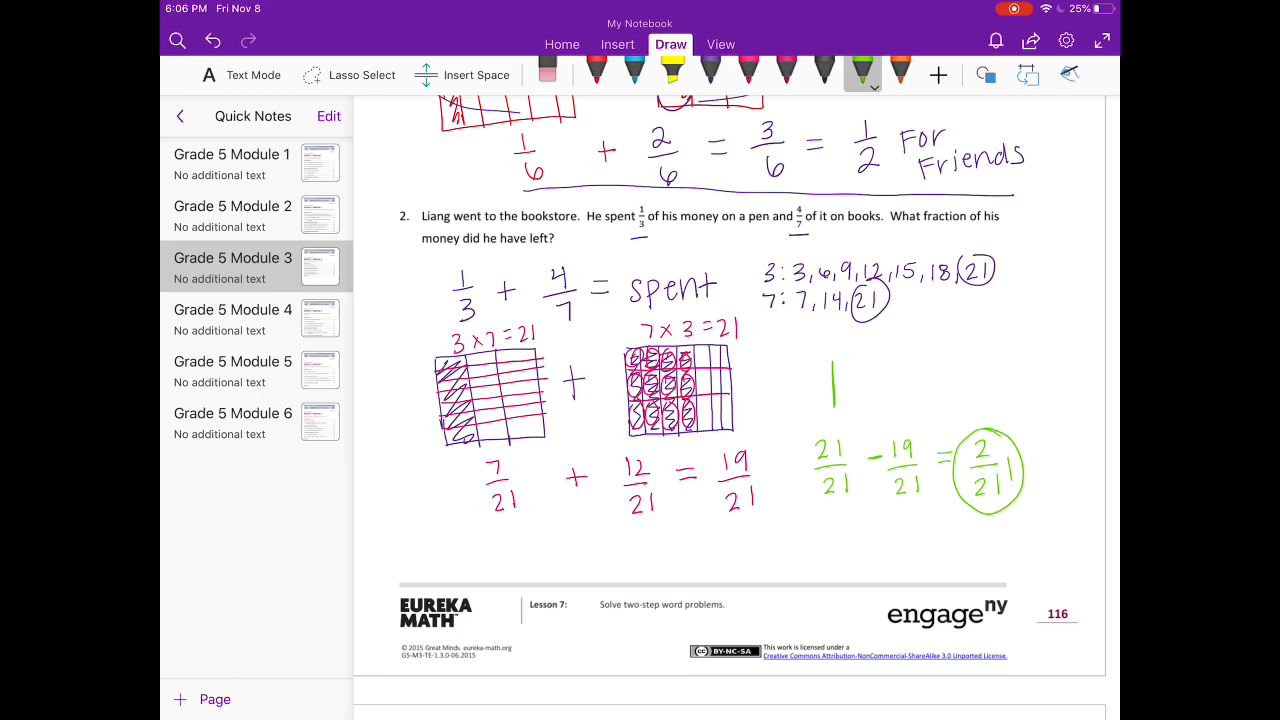 6:06 PM Fri Nov 8
25%
Home Insert Draw View
A Text Mode Lasso Select Insert Space
Quick Notes Edit
Grade 5 Module 1
No additional text
Grade 5 Module 2
No additional text
Grade 5 Module 3
No additional text
Grade 5 Module 4
No additional text
Grade 5 Module 5
No additional text
Grade 5 Module 6
No additional text
+ Page
1/6 + 2/6 = 3/6 = 1/2 For Friends
2. Liang went to the bookstore. He spent 1/3 of his money on a pen and 4/7 of it on books. What fraction of his
money did he have left?
1/3 + 4/7 = spent
3: 3, 6, 9, 12, 15, 18, 21
7: 7, 14, 21
3 x 7 = 21 7 x 3 = 21
+
1
7/21 + 12/21 = 19/21
21/21 - 19/21 = 2/21
EUREKA
MATH™
Lesson 7: Solve two-step word problems.
engage ny
116
© 2015 Great Minds. eureka-math.org
G5-M3-TE-1.3.0-06.2015
CC BY-NC-SA
This work is licensed under a
Creative Commons Attribution-NonCommercial-ShareAlike 3.0 Unported License.